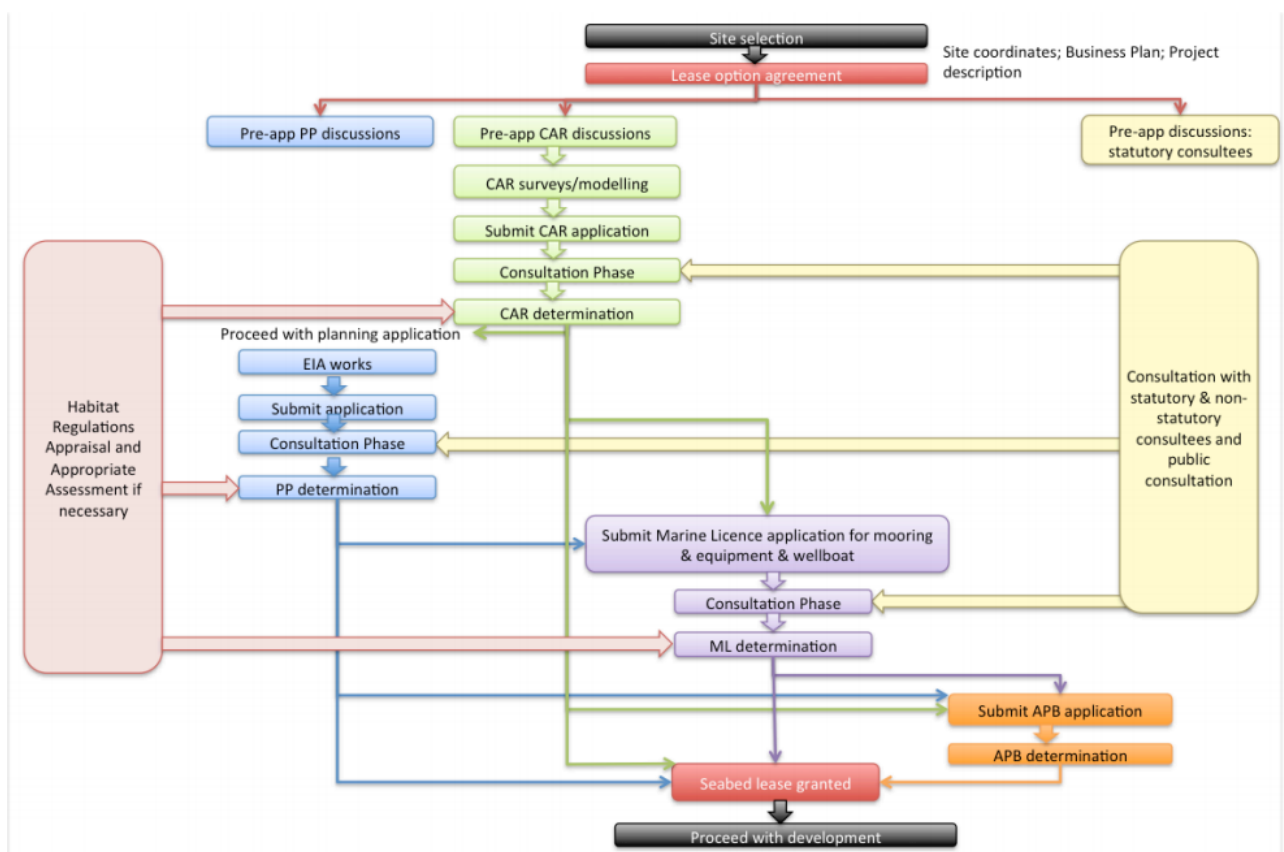 Site selection
Site coordinates; Business Plan; Project
description
Lease option agreement
Pre-app PP discussions
Pre-app CAR discussions
Pre-app discussions:
statutory consultees
CAR surveys/modelling
Submit CAR application
Consultation Phase
CAR determination
Proceed with planning application
EIA works
Submit application
Consultation Phase
PP determination
Habitat
Regulations
Appraisal and
Appropriate
Assessment if
necessary
Consultation with
statutory & non-
statutory
consultees and
public
consultation
Submit Marine Licence application for mooring
& equipment & wellboat
Consultation Phase
ML determination
Submit APB application
APB determination
Seabed lease granted
Proceed with development